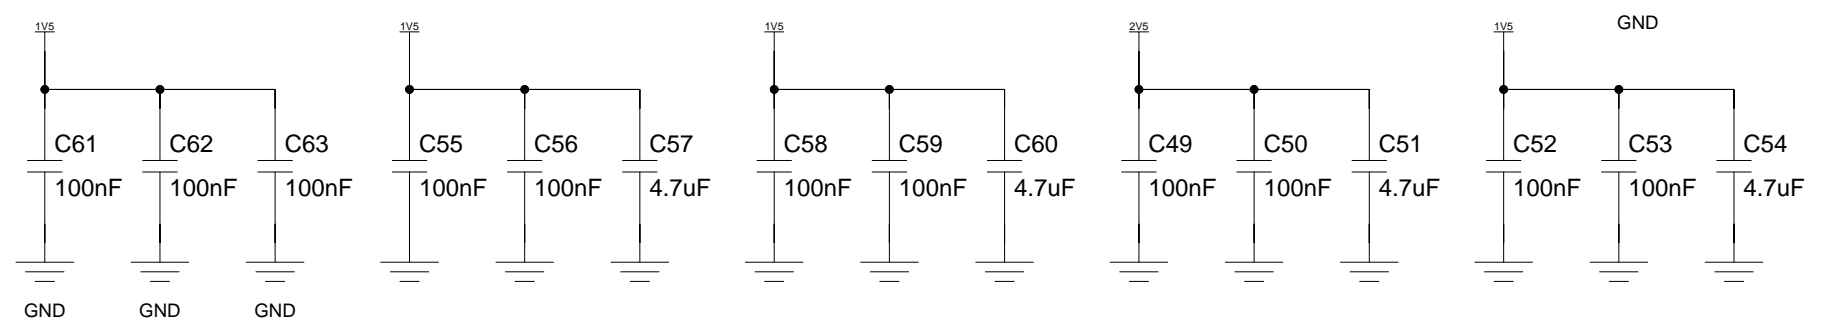 1V5 1V5 1V5 2V5 1V5 GND
C61 C62 C63 C55 C56 C57 C58 C59 C60 C49 C50 C51 C52 C53 C54
100nF 100nF 100nF 100nF 100nF 4.7uF 100nF 100nF 4.7uF 100nF 100nF 4.7uF 100nF 100nF 4.7uF
GND GND GND